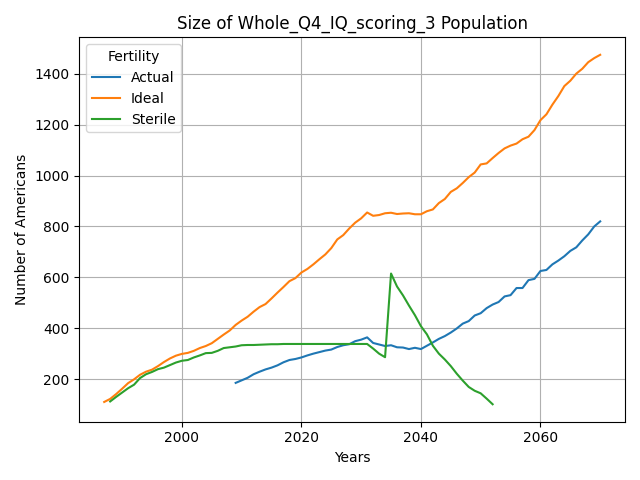 Size of Whole_Q4_IQ_scoring_3 Population
Fertility
Actual
Ideal
Sterile
Number of Americans
1400
1200
1000
800
600
400
200
2000
2020
2040
2060
Years